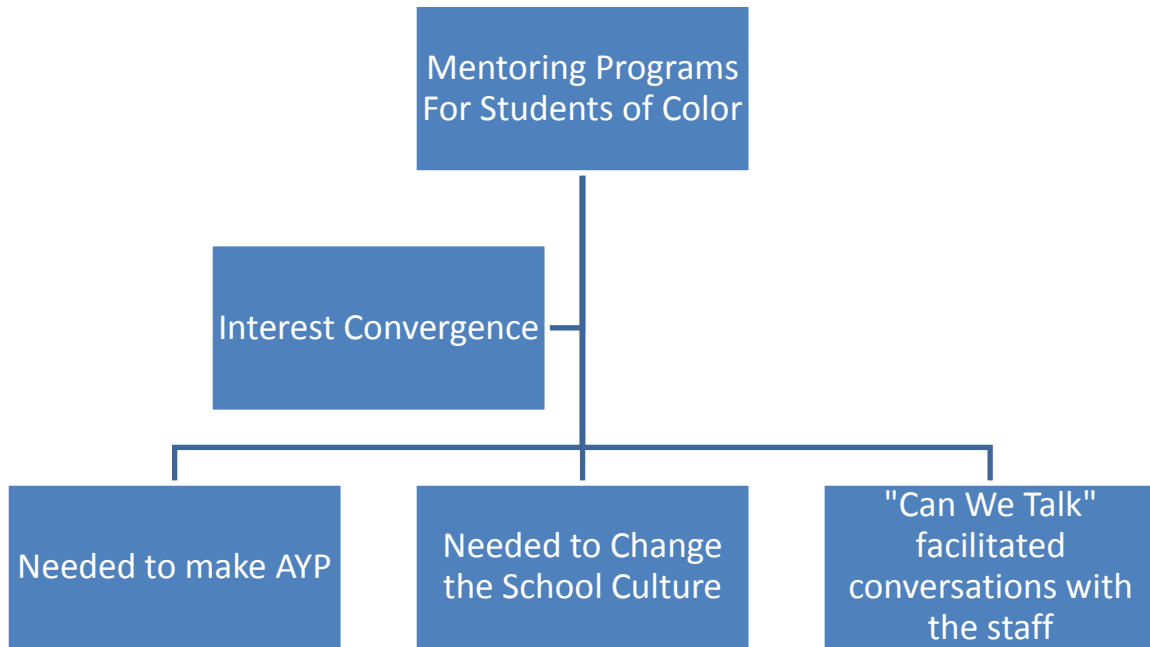 Mentoring Programs
For Students of Color
Interest Convergence
Needed to make AYP
Needed to Change
the School Culture
"Can We Talk"
facilitated
conversations with
the staff